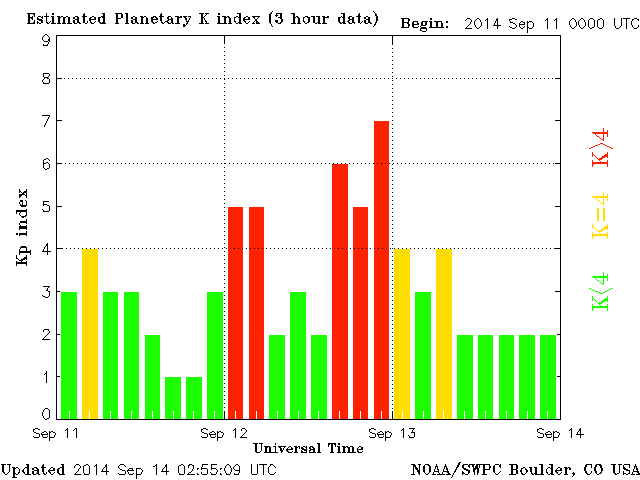 Estimated Planetary K index (3 hour data) Begin: 2014 Sep 11 0000 UTC
9
8
7
6
5
4
3
2
1
0
Kp index
K>4
K=4
K<4
Sep 11 Sep 12 Sep 13 Sep 14
Universal Time
Updated 2014 Sep 14 02:55:09 UTC NOAA/SWPC Boulder, CO USA